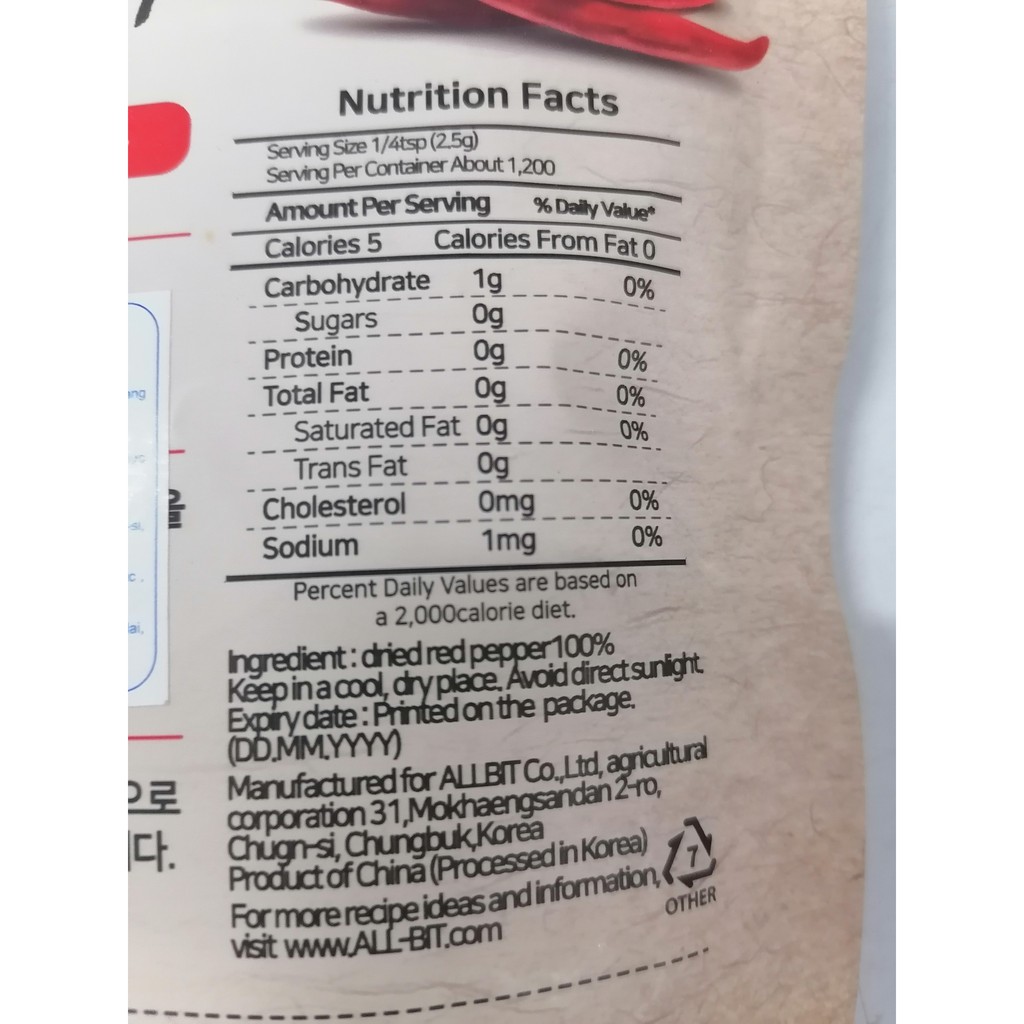 Nutrition Facts
Serving Size 1/4tsp (2.5g)
Serving Per Container About 1,200
Amount Per Serving % Daily Value*
Calories 5 Calories From Fat 0
Carbohydrate 1g 0%
Sugars 0g
Protein 0g 0%
Total Fat 0g 0%
Saturated Fat 0g 0%
Trans Fat 0g
Cholesterol 0mg 0%
Sodium 1mg 0%
Percent Daily Values are based on
a 2,000calorie diet.
Ingredient : dried red pepper100%
Keep in a cool, dry place. Avoid direct sunlight.
Expiry date : Printed on the package.
(DD.MM.YYYY)
Manufactured for ALLBIT Co.,Ltd, agricultural
corporation 31,Mokhaengsandan 2-ro,
Chugn-si, Chungbuk,Korea
Product of China (Processed in Korea)
For more recipe ideas and information,
visit www.ALL-BIT.com
7
OTHER
으로
다.